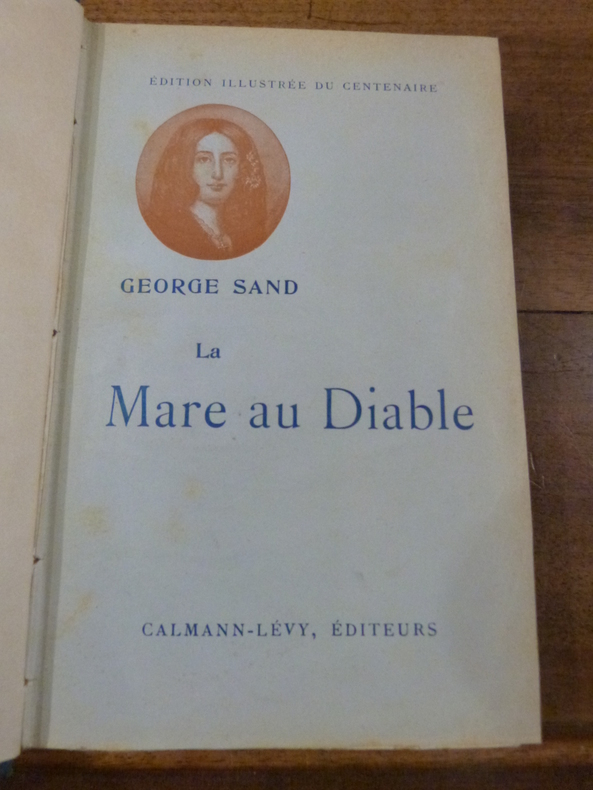 ÉDITION ILLUSTRÉE DU CENTENAIRE
GEORGE SAND
La
Mare au Diable
CALMANN-LÉVY, ÉDITEURS